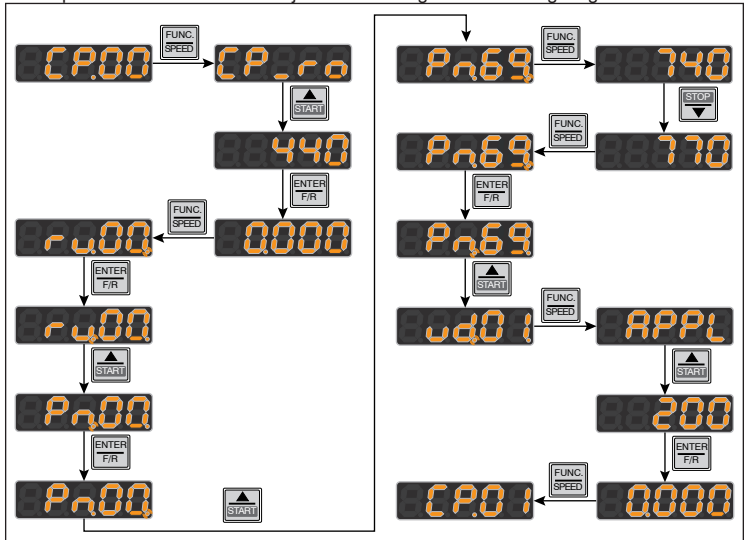 CP.00
FUNC.
SPEED
CP_ro
START
440
ENTER
F/R
0.000
FUNC.
SPEED
ru.00.
ENTER
F/R
ru.00.
START
Pn.00.
ENTER
F/R
Pn.00.
START
Pn.69.
FUNC.
SPEED
740
STOP
770
FUNC.
SPEED
Pn.69.
ENTER
F/R
Pn.69.
START
ud.01
FUNC.
SPEED
APPL
START
200
ENTER
F/R
0.000
FUNC.
SPEED
CP.01